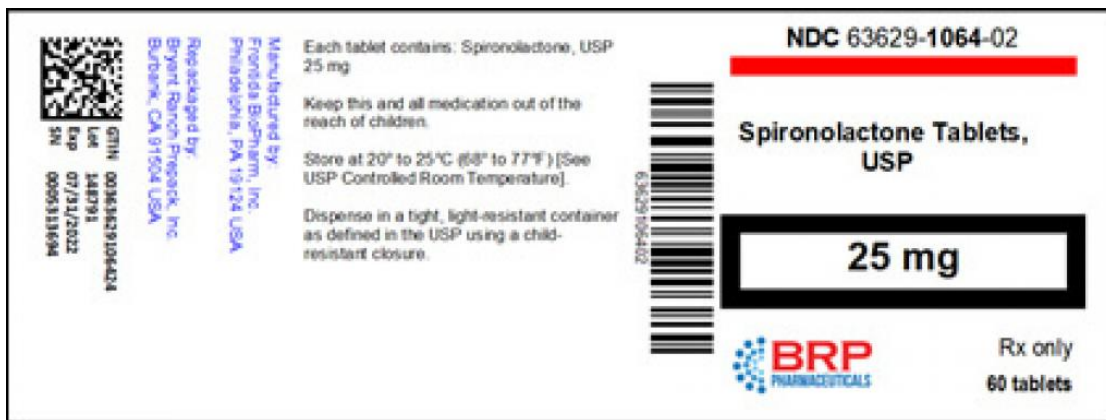 GTIN 00363629106424
Lot 148791
Exp 07/31/2022
SN 0005313694
Repackaged by:
Bryant Ranch Prepack, Inc.
Burbank, CA 91504 USA
Manufactured by:
Frontida BioPharm, Inc.
Philadelphia, PA 19124 USA
Each tablet contains: Spironolactone, USP
25 mg
Keep this and all medication out of the
reach of children.
Store at 20° to 25°C (68° to 77°F) [See
USP Controlled Room Temperature].
Dispense in a tight, light-resistant container
as defined in the USP using a child-
resistant closure.
63629106402
NDC 63629-1064-02
Spironolactone Tablets,
USP
25 mg
BRP
PHARMACEUTICALS
Rx only
60 tablets